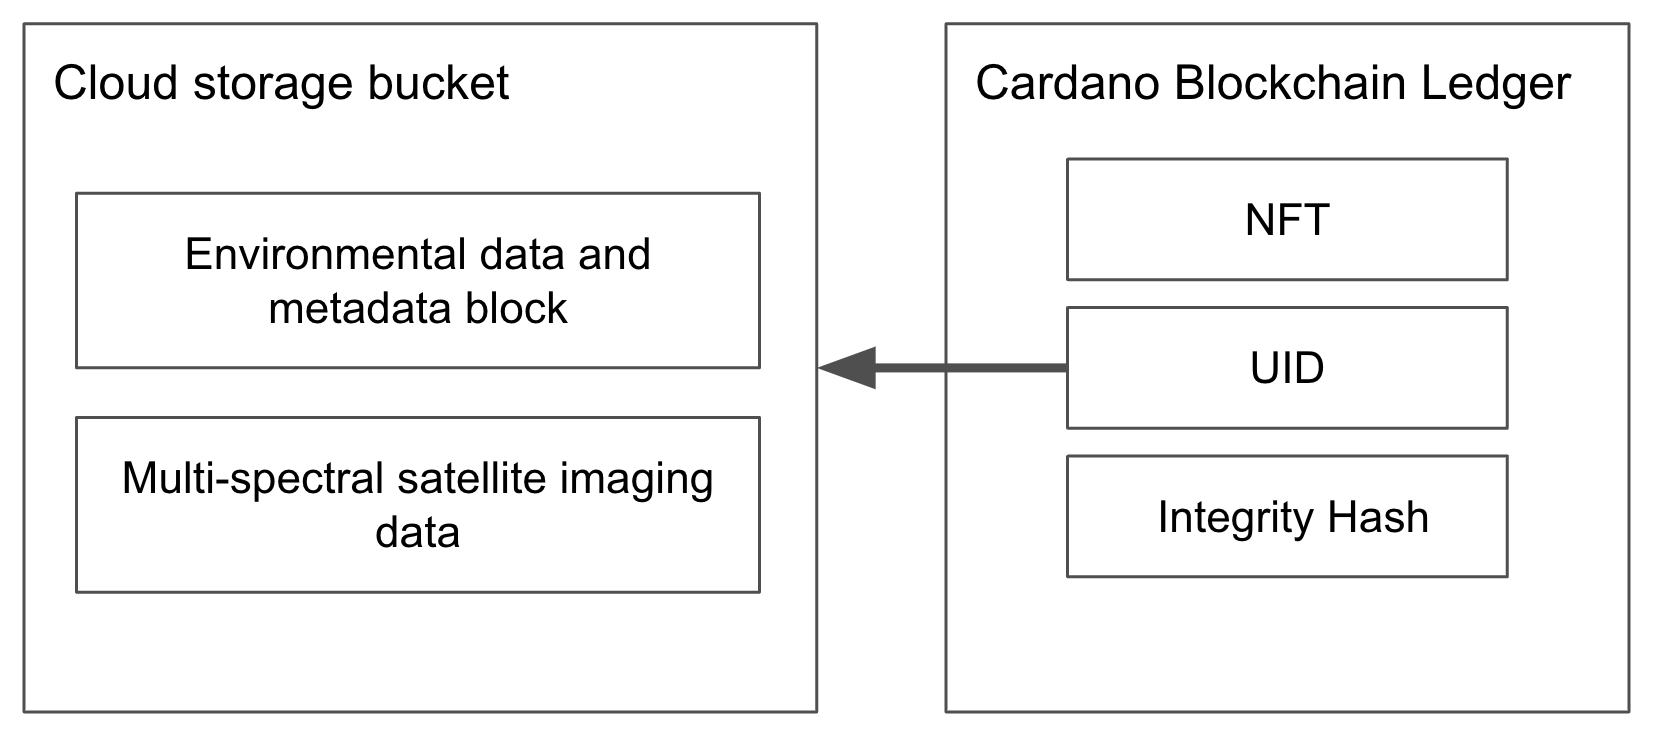 Cloud storage bucket
Environmental data and
metadata block
Multi-spectral satellite imaging
data
Cardano Blockchain Ledger
NFT
UID
Integrity Hash